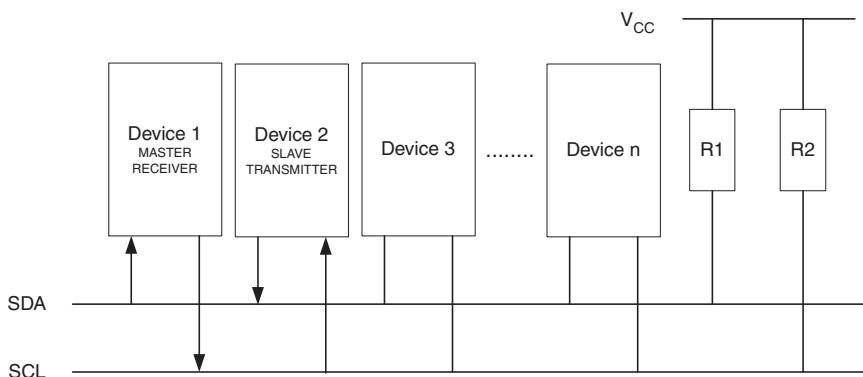 VCC
Device 1
MASTER
RECEIVER
Device 2
SLAVE
TRANSMITTER
Device 3
........
Device n
R1
R2
SDA
SCL